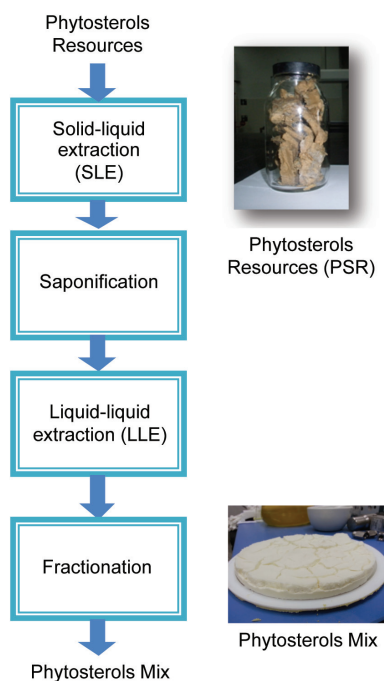 Phytosterols
Resources
Solid-liquid
extraction
(SLE)
Phytosterols
Resources (PSR)
Saponification
Liquid-liquid
extraction (LLE)
Fractionation
Phytosterols Mix
Phytosterols Mix